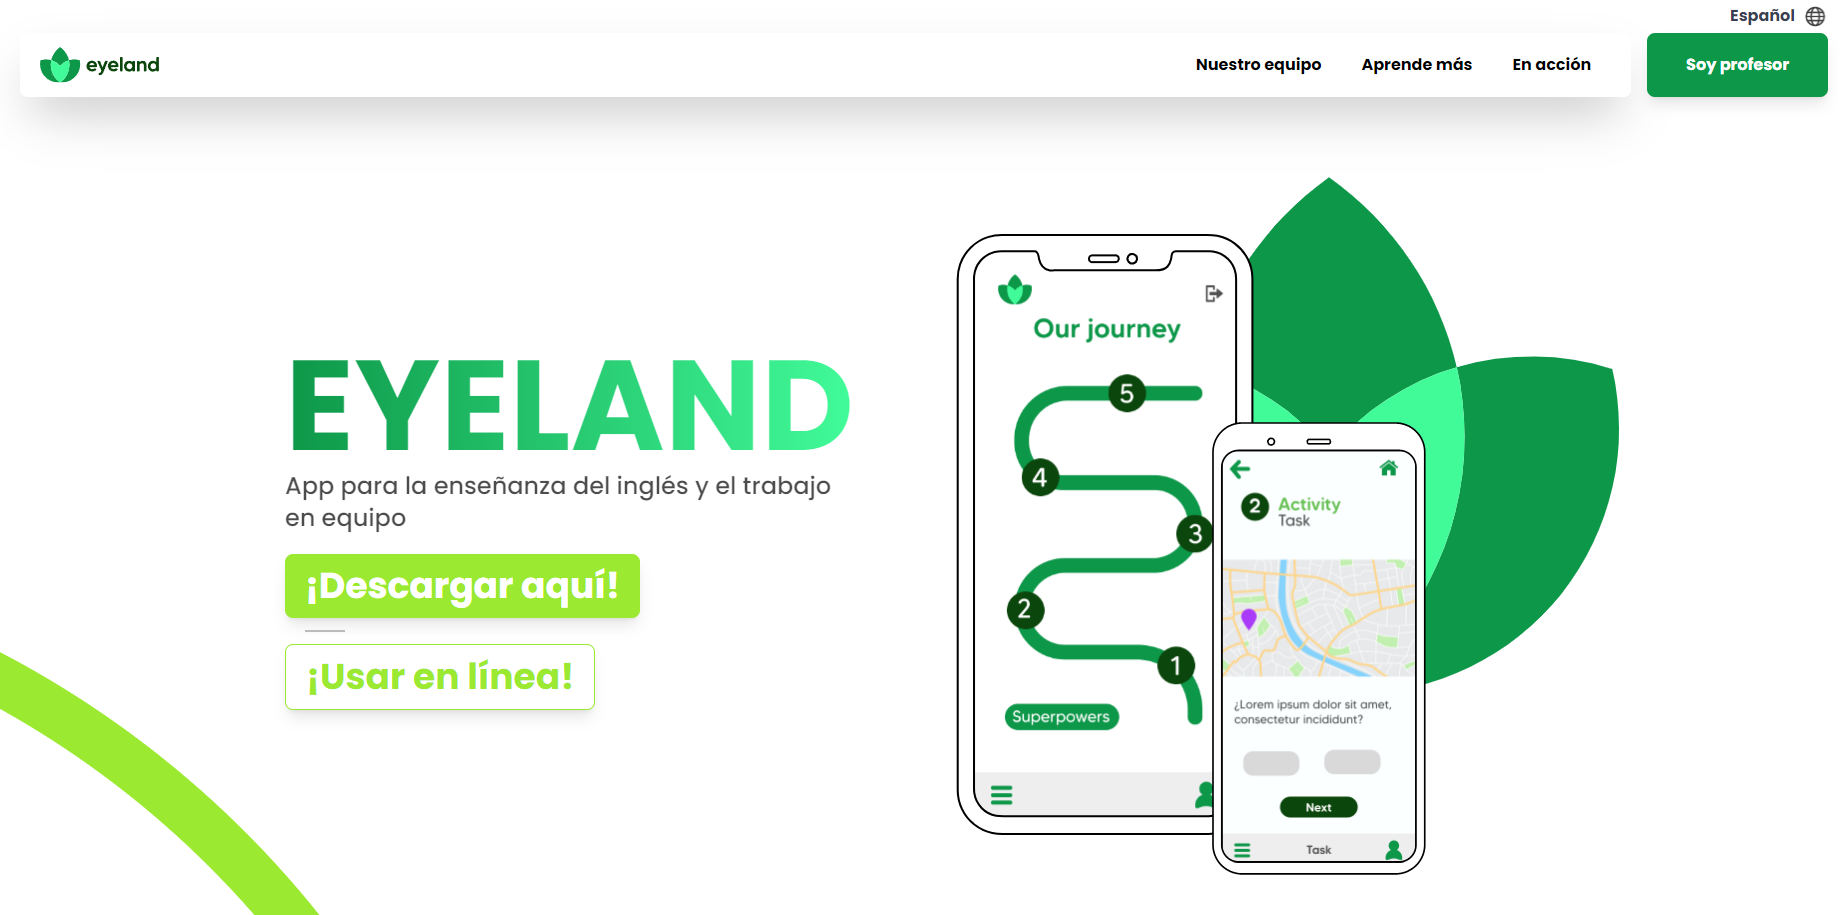 Español
eyeland
Nuestro equipo
Aprende más
En acción
Soy profesor
EYELAND
App para la enseñanza del inglés y el trabajo
en equipo
¡Descargar aquí!
¡Usar en línea!
Our journey
5
4
3
2
1
Superpowers
2
Activity
Task
¿Lorem ipsum dolor sit amet,
consectetur incididunt?
Next
Task